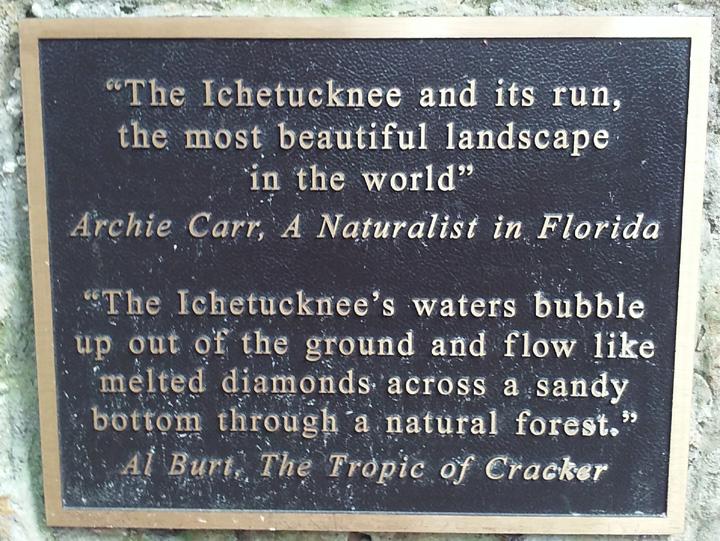 “The Ichetucknee and its run,
the most beautiful landscape
in the world”
Archie Carr, A Naturalist in Florida
“The Ichetucknee’s waters bubble
up out of the ground and flow like
melted diamonds across a sandy
bottom through a natural forest.”
Al Burt, The Tropic of Cracker